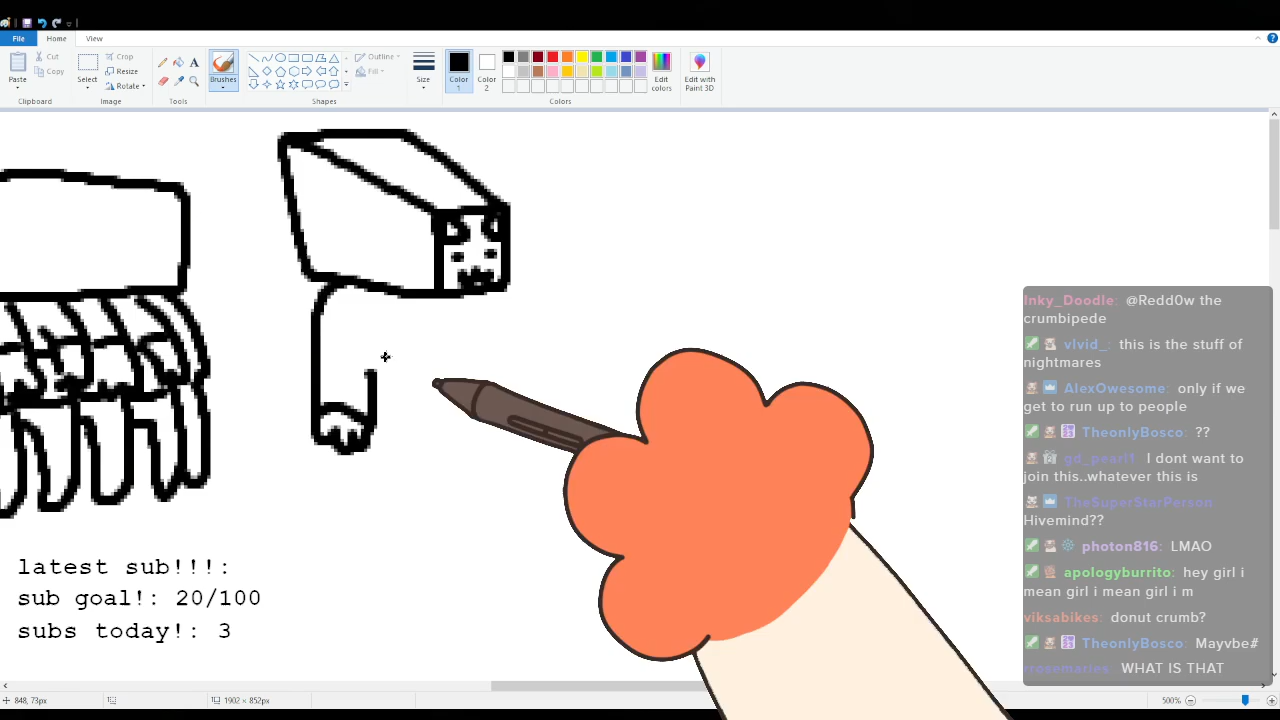 File Home View
Cut
Copy
Paste
Clipboard
Crop
Resize
Rotate
Select
Image
A
Tools
Brushes
Outline
Fill
Shapes
Size
Color 1
Color 2
Edit colors
Colors
Edit with Paint 3D
Inky_Doodle: @Redd0w the
crumbipede
vlvid_: this is the stuff of
nightmares
AlexOwesome: only if we
get to run up to people
TheonlyBosco: ??
gd_pearl1: I dont want to
join this..whatever this is
TheSuperStarPerson:
Hivemind??
photon816: LMAO
apologyburrito: hey girl i
mean girl i mean girl i m
viksabikes: donut crumb?
TheonlyBosco: Mayvbe#
WHAT IS THAT
latest sub!!!:
sub goal!: 20/100
subs today!: 3
848, 73px
1902 × 852px
500%